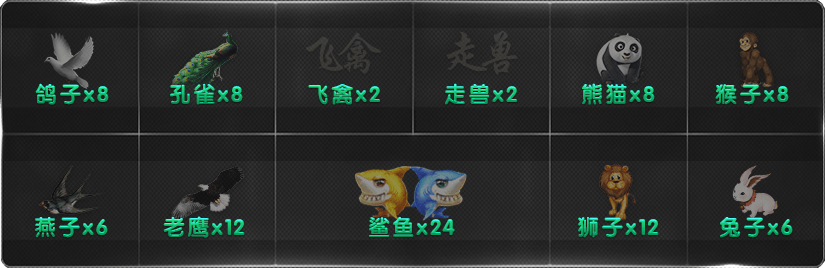 鸽子x8
孔雀x8
飞禽
飞禽x2
走兽
走兽x2
熊猫x8
猴子x8
燕子x6
老鹰x12
鲨鱼x24
狮子x12
兔子x6